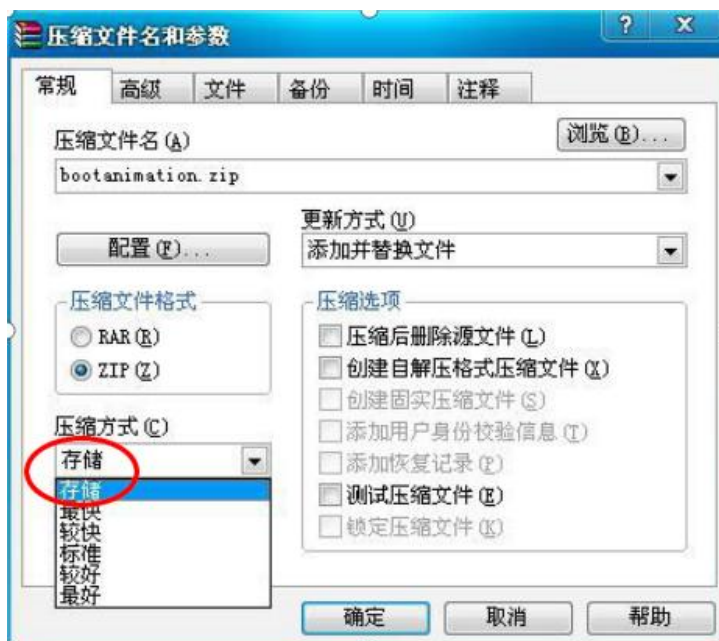 压缩文件名和参数
常规 高级 文件 备份 时间 注释
压缩文件名(A)
浏览(B)...
bootanimation.zip
更新方式(U)
配置(F)...
添加并替换文件
压缩文件格式
RAR(R)
ZIP(Z)
压缩方式(C)
存储
存储
最快
较快
标准
较好
最好
压缩选项
压缩后删除源文件(L)
创建自解压格式压缩文件(X)
创建固实压缩文件(S)
添加用户身份校验信息(T)
添加恢复记录(P)
测试压缩文件(E)
锁定压缩文件(K)
确定 取消 帮助